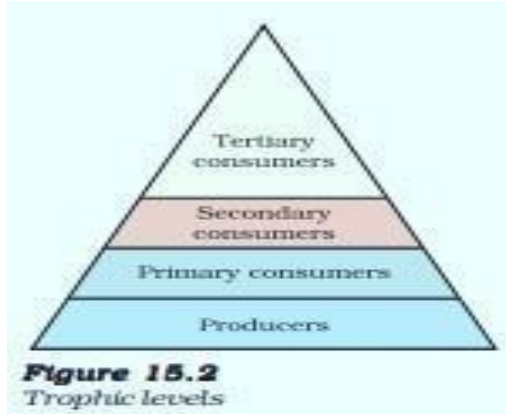 Tertiary
consumers
Secondary
consumers
Primary consumers
Producers
Figure 15.2
Trophic levels